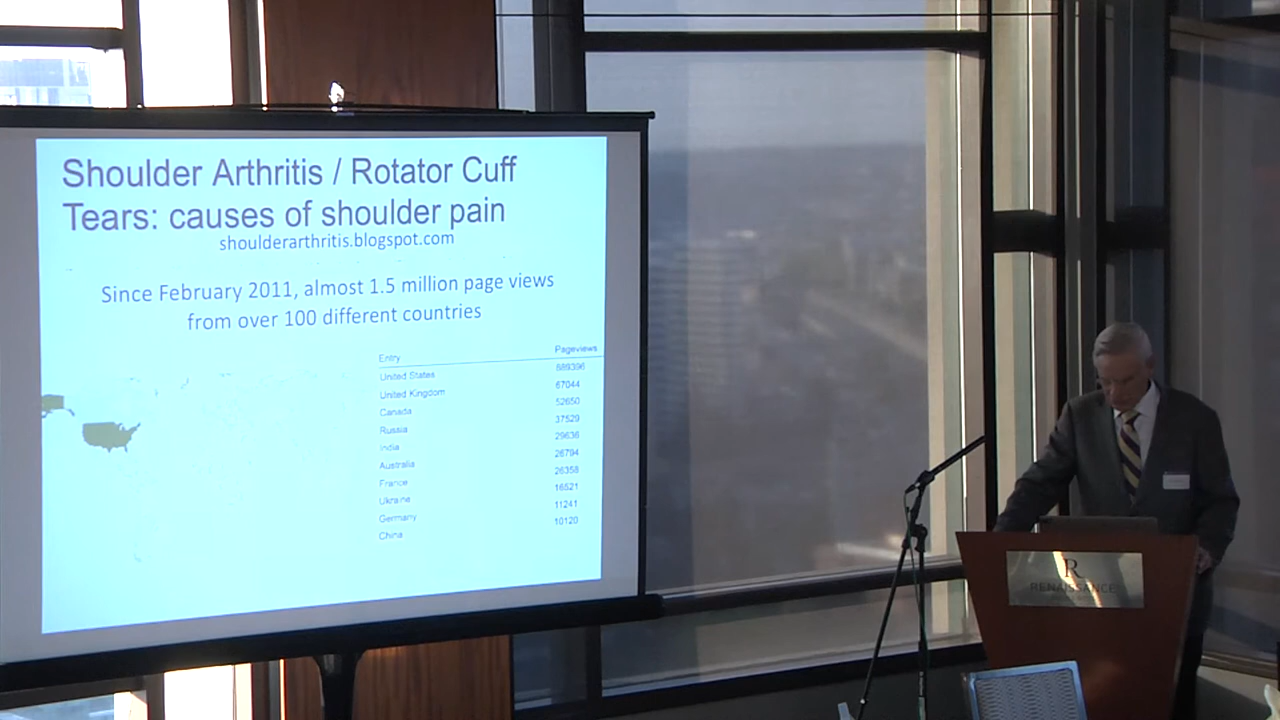 Shoulder Arthritis / Rotator Cuff
Tears: causes of shoulder pain
shoulderarthritis.blogspot.com
Since February 2011, almost 1.5 million page views
from over 100 different countries
Entry Pageviews
United States 889396
United Kingdom 67044
Canada 52650
Russia 37529
India 29636
Australia 26794
France 26358
Ukraine 16521
Germany 11241
China 10120
R
RENAISSANCE